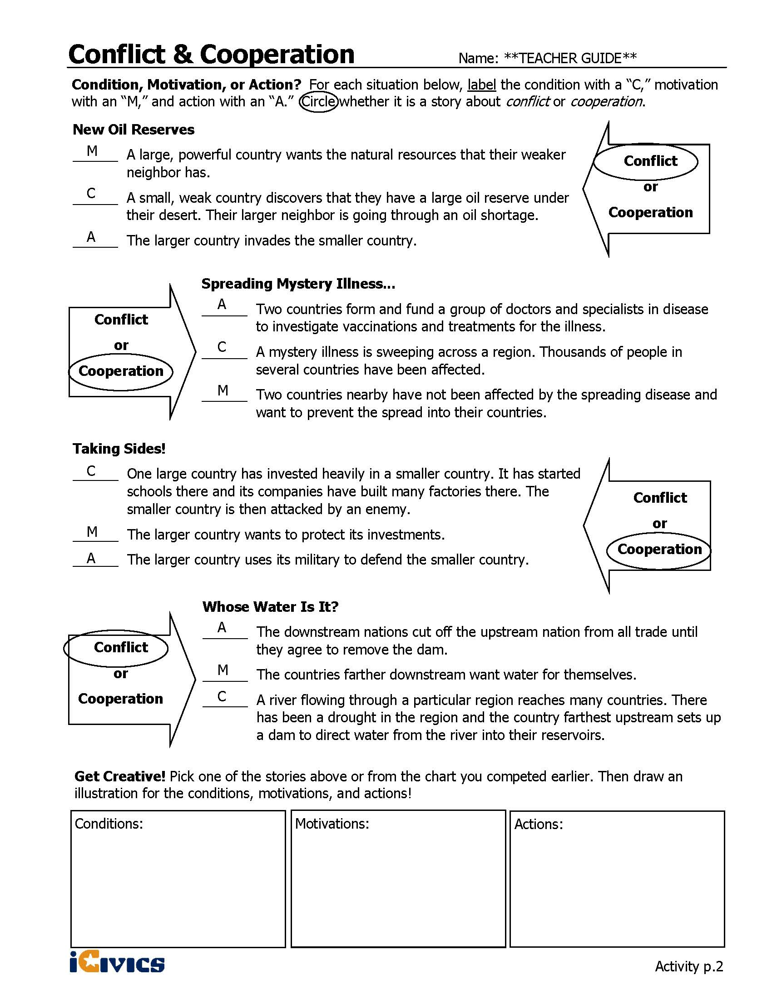 Conflict & Cooperation
Name: **TEACHER GUIDE**
Condition, Motivation, or Action? For each situation below, label the condition with a “C,” motivation
with an “M,” and action with an “A.” Circle whether it is a story about conflict or cooperation.
New Oil Reserves
M A large, powerful country wants the natural resources that their weaker
neighbor has.
C A small, weak country discovers that they have a large oil reserve under
their desert. Their larger neighbor is going through an oil shortage.
A The larger country invades the smaller country.
Conflict
or
Cooperation
Spreading Mystery Illness...
A Two countries form and fund a group of doctors and specialists in disease
to investigate vaccinations and treatments for the illness.
C A mystery illness is sweeping across a region. Thousands of people in
several countries have been affected.
M Two countries nearby have not been affected by the spreading disease and
want to prevent the spread into their countries.
Conflict
or
Cooperation
Taking Sides!
C One large country has invested heavily in a smaller country. It has started
schools there and its companies have built many factories there. The
smaller country is then attacked by an enemy.
M The larger country wants to protect its investments.
A The larger country uses its military to defend the smaller country.
Conflict
or
Cooperation
Whose Water Is It?
A The downstream nations cut off the upstream nation from all trade until
they agree to remove the dam.
M The countries farther downstream want water for themselves.
C A river flowing through a particular region reaches many countries. There
has been a drought in the region and the country farthest upstream sets up
a dam to direct water from the river into their reservoirs.
Conflict
or
Cooperation
Get Creative! Pick one of the stories above or from the chart you competed earlier. Then draw an
illustration for the conditions, motivations, and actions!
Conditions:
Motivations:
Actions:
iCivics
Activity p.2